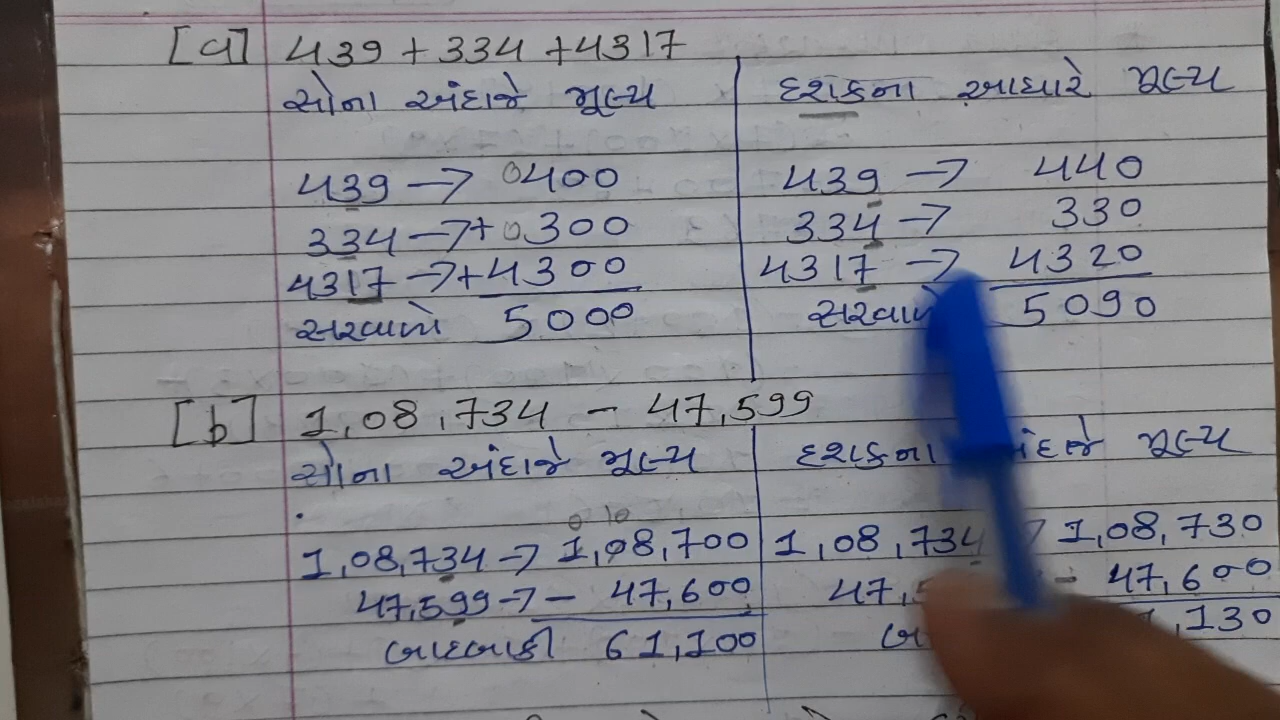 [a] 439 + 334 + 4317
સોના અંદાજે મૂલ્ય
439 → 0400
334 → + 0300
4317 → + 4300
સરવાળો 5000
દશકના આધારે મૂલ્ય
439 → 440
334 → 330
4317 → 4320
5090
[b] 1,08,734 - 47,599
સોના અંદાજે મૂલ્ય
0 10
1,08,734 → 1,08,700
47,599 → - 47,600
બાદબાકી 61,100
દશકના મૂલ્ય
1,08,734 1,08,730
- 47,600
,130